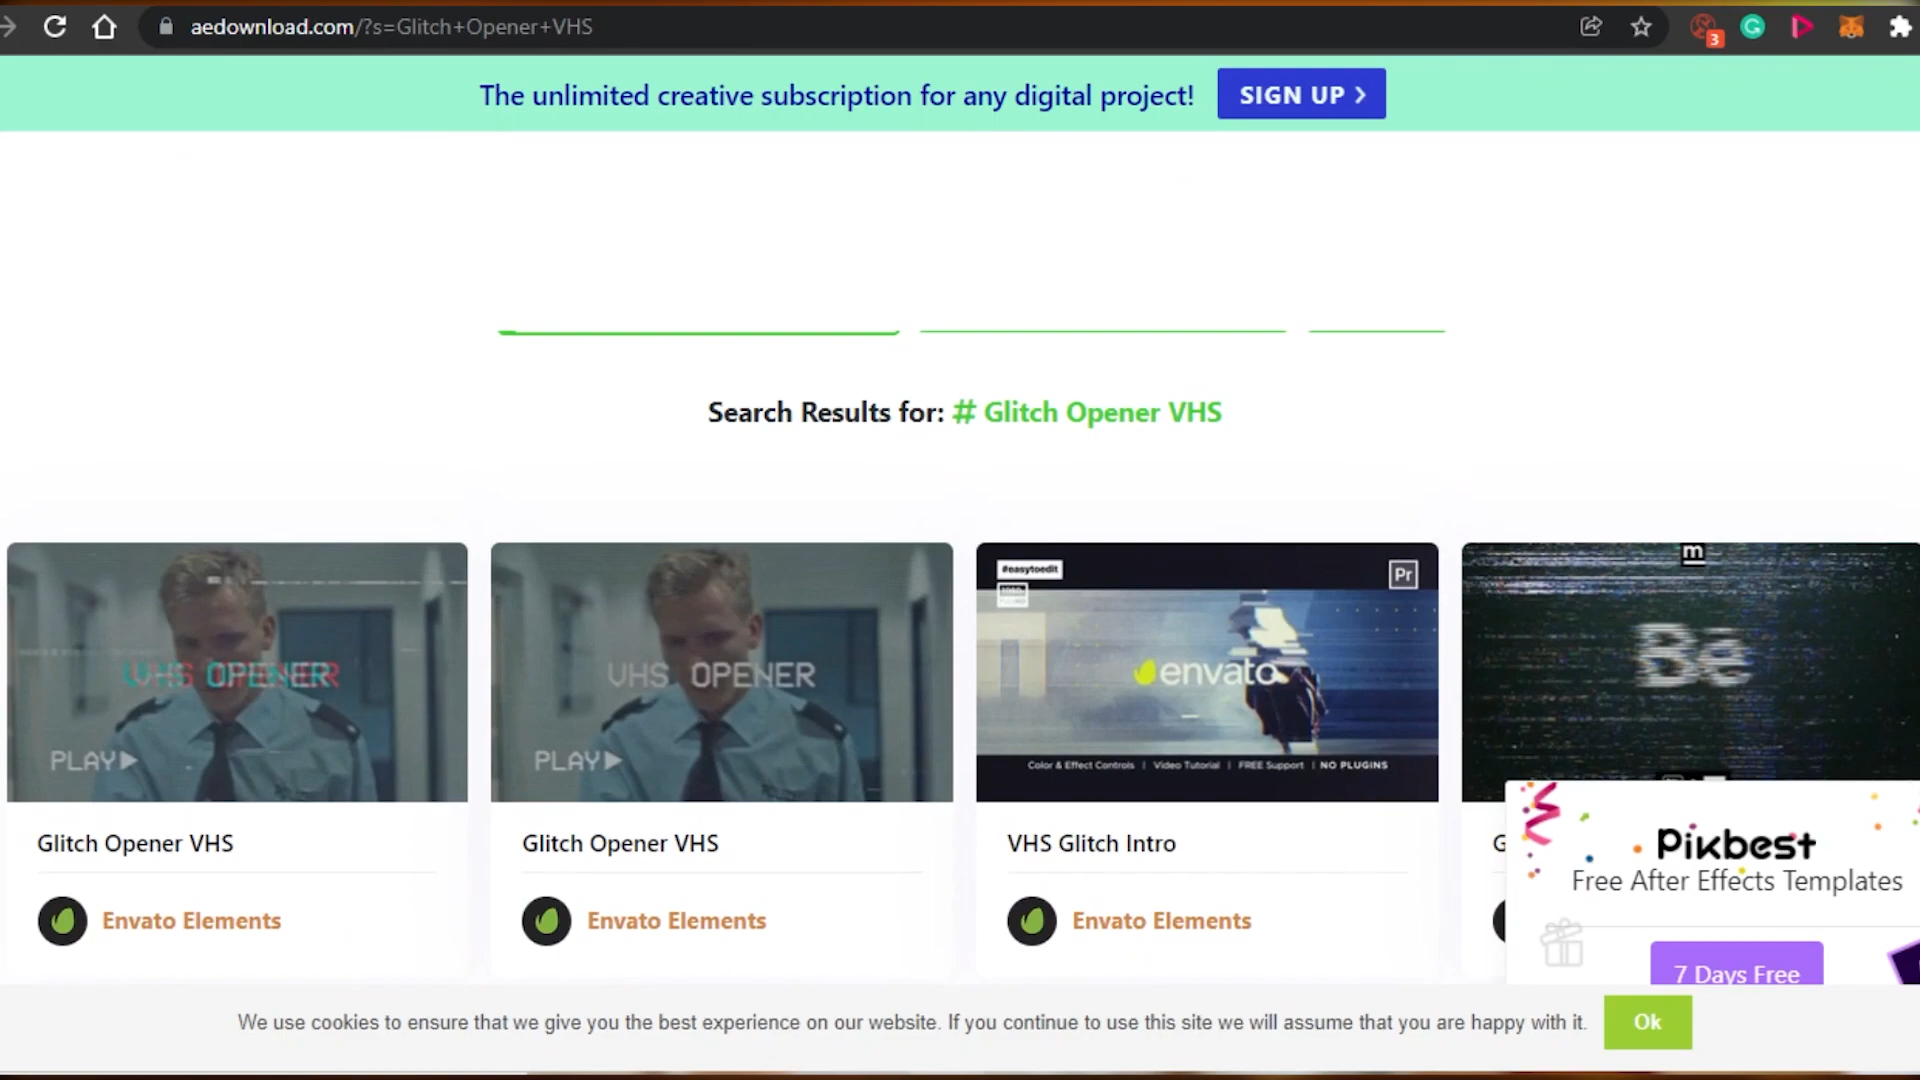 aedownload.com/?s=Glitch+Opener+VHS
3
The unlimited creative subscription for any digital project!
SIGN UP
Search Results for: # Glitch Opener VHS
VHS OPENER
PLAY
VHS OPENER
PLAY
#easytoedit
Pr
envato
Color & Effect Controls | Video Tutorial | FREE Support | NO PLUGINS
m
Be
Glitch Opener VHS
Glitch Opener VHS
VHS Glitch Intro
G
Envato Elements
Envato Elements
Envato Elements
Pikbest
Free After Effects Templates
7 Days Free
We use cookies to ensure that we give you the best experience on our website. If you continue to use this site we will assume that you are happy with it.
Ok